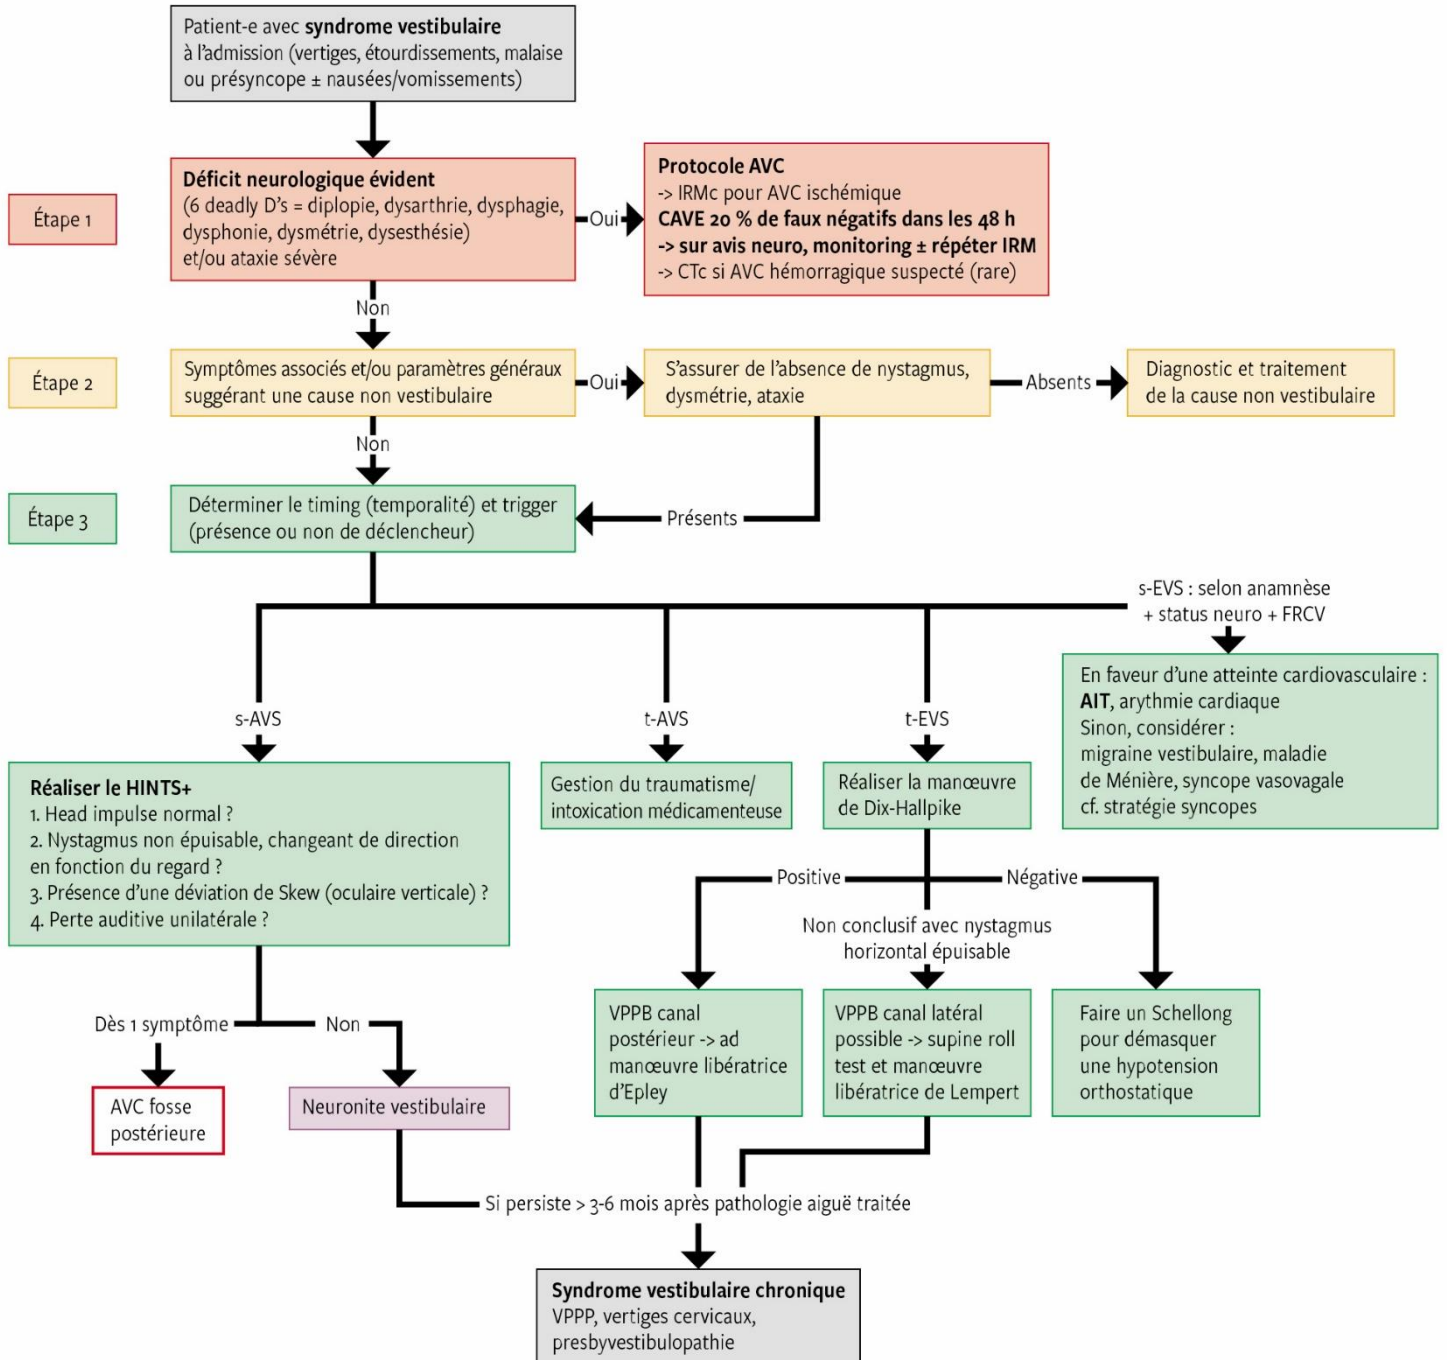 Patient-e avec syndrome vestibulaire
à l'admission (vertiges, étourdissements, malaise
ou présyncope ± nausées/vomissements)
Étape 1
Déficit neurologique évident
(6 deadly D's = diplopie, dysarthrie, dysphagie,
dysphonie, dysmétrie, dysesthésie)
et/ou ataxie sévère
Oui
Protocole AVC
-> IRMc pour AVC ischémique
CAVE 20 % de faux négatifs dans les 48 h
-> sur avis neuro, monitoring ± répéter IRM
-> CTc si AVC hémorragique suspecté (rare)
Non
Étape 2
Symptômes associés et/ou paramètres généraux
suggérant une cause non vestibulaire
Oui
S'assurer de l'absence de nystagmus,
dysmétrie, ataxie
Absents
Diagnostic et traitement
de la cause non vestibulaire
Non
Étape 3
Déterminer le timing (temporalité) et trigger
(présence ou non de déclencheur)
Présents
s-EVS : selon anamnèse
+ status neuro + FRCV
En faveur d'une atteinte cardiovasculaire :
AIT, arythmie cardiaque
Sinon, considérer :
migraine vestibulaire, maladie
de Ménière, syncope vasovagale
cf. stratégie syncopes
s-AVS
t-AVS
t-EVS
Réaliser le HINTS+
1. Head impulse normal ?
2. Nystagmus non épuisable, changeant de direction
en fonction du regard ?
3. Présence d'une déviation de Skew (oculaire verticale) ?
4. Perte auditive unilatérale ?
Gestion du traumatisme/
intoxication médicamenteuse
Réaliser la manœuvre
de Dix-Hallpike
Positive
Négative
Non conclusif avec nystagmus
horizontal épuisable
VPPB canal
postérieur -> ad
manœuvre libératrice
d'Epley
VPPB canal latéral
possible -> supine roll
test et manœuvre
libératrice de Lempert
Faire un Schellong
pour démasquer
une hypotension
orthostatique
Dès 1 symptôme
Non
AVC fosse
postérieure
Neuronite vestibulaire
Si persiste > 3-6 mois après pathologie aiguë traitée
Syndrome vestibulaire chronique
VPPP, vertiges cervicaux,
presbyvestibulopathie